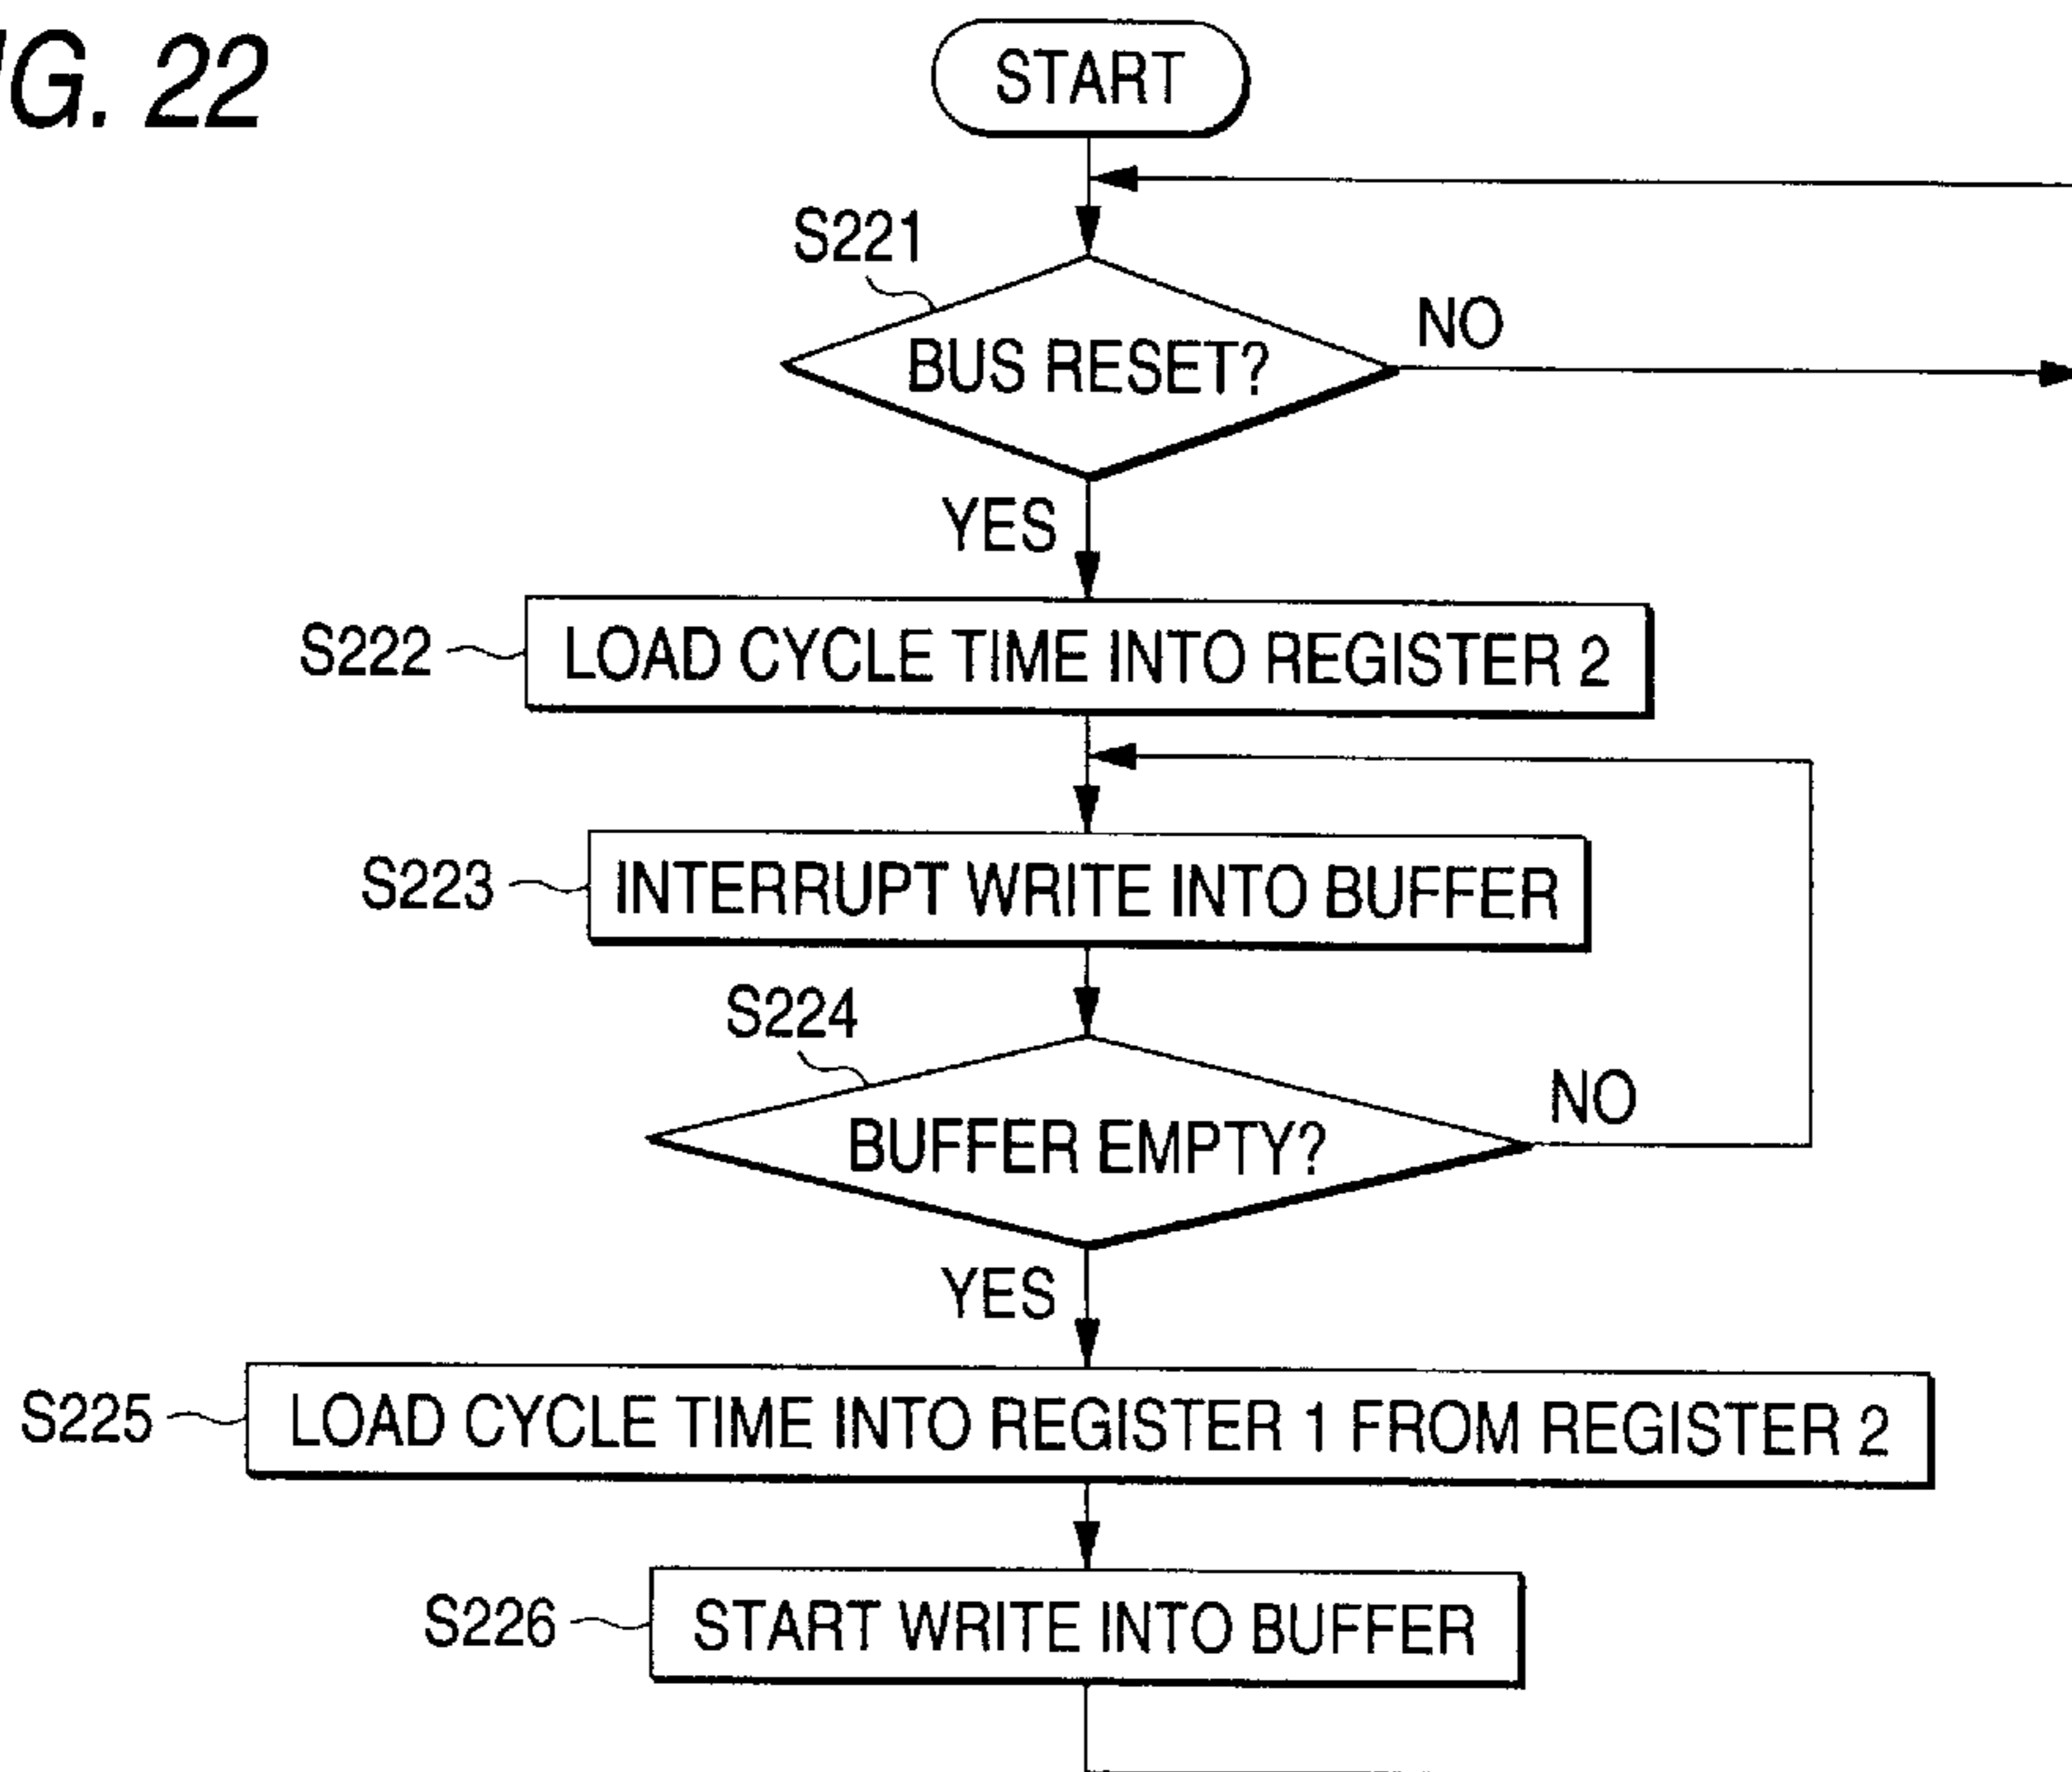 G. 22
START
S221
BUS RESET?
NO
YES
S222
LOAD CYCLE TIME INTO REGISTER 2
S223
INTERRUPT WRITE INTO BUFFER
S224
BUFFER EMPTY?
NO
YES
S225
LOAD CYCLE TIME INTO REGISTER 1 FROM REGISTER 2
S226
START WRITE INTO BUFFER